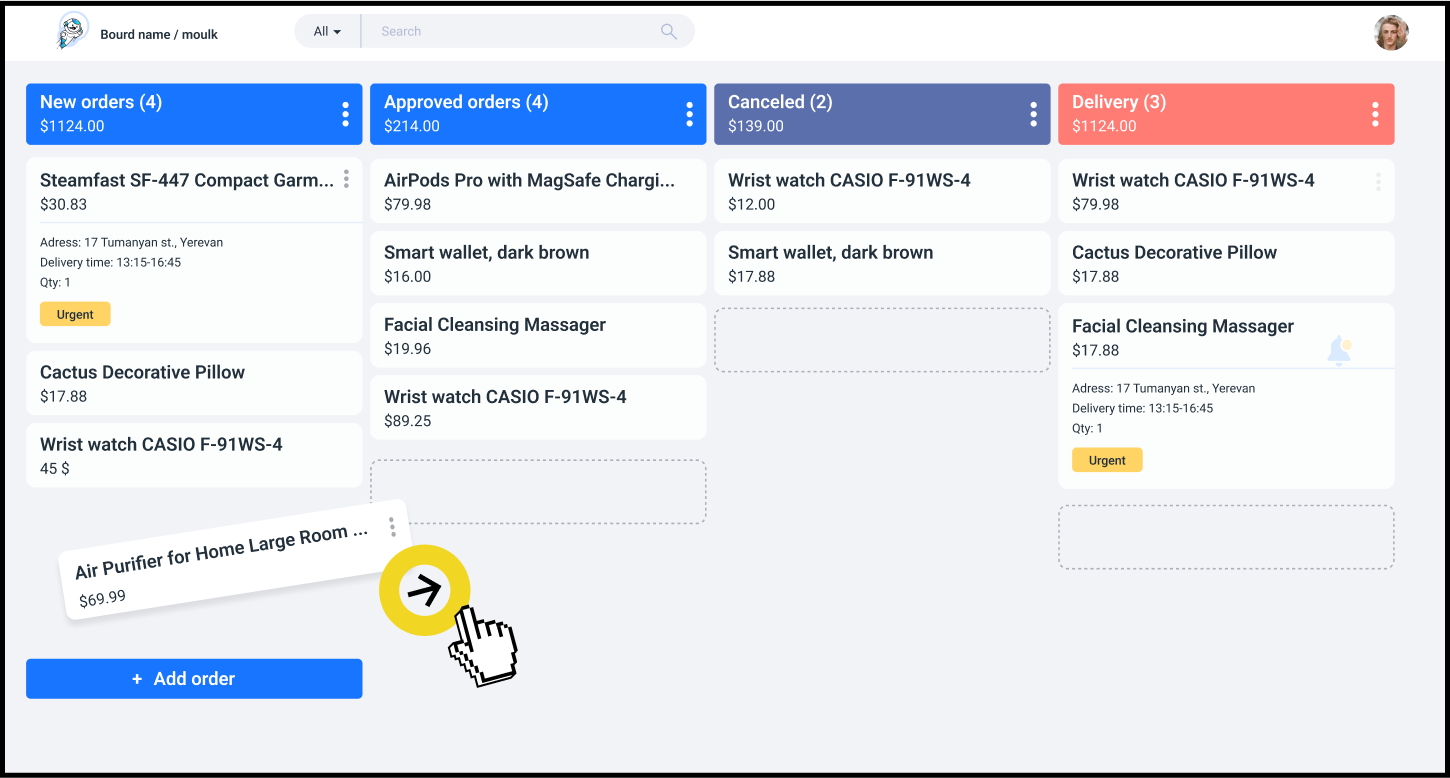 Bourd name / moulk
All
Search
New orders (4)
$1124.00
Steamfast SF-447 Compact Garm...
$30.83
Adress: 17 Tumanyan st., Yerevan
Delivery time: 13:15-16:45
Qty: 1
Urgent
Cactus Decorative Pillow
$17.88
Wrist watch CASIO F-91WS-4
45 $
Air Purifier for Home Large Room ...
$69.99
+ Add order
Approved orders (4)
$214.00
AirPods Pro with MagSafe Chargi...
$79.98
Smart wallet, dark brown
$16.00
Facial Cleansing Massager
$19.96
Wrist watch CASIO F-91WS-4
$89.25
Canceled (2)
$139.00
Wrist watch CASIO F-91WS-4
$12.00
Smart wallet, dark brown
$17.88
Delivery (3)
$1124.00
Wrist watch CASIO F-91WS-4
$79.98
Cactus Decorative Pillow
$17.88
Facial Cleansing Massager
$17.88
Adress: 17 Tumanyan st., Yerevan
Delivery time: 13:15-16:45
Qty: 1
Urgent